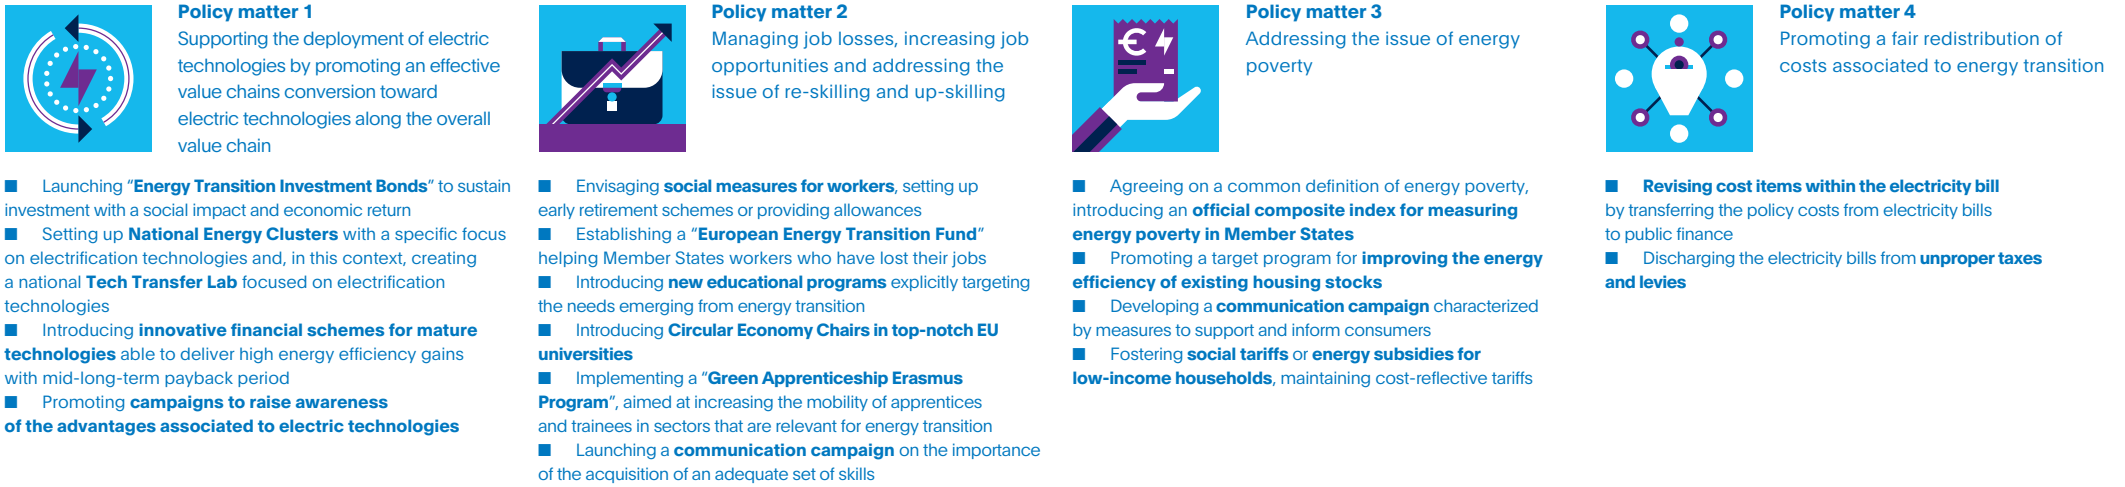 Policy matter 1
Supporting the deployment of electric
technologies by promoting an effective
value chains conversion toward
electric technologies along the overall
value chain
■ Launching “Energy Transition Investment Bonds” to sustain
investment with a social impact and economic return
■ Setting up National Energy Clusters with a specific focus
on electrification technologies and, in this context, creating
a national Tech Transfer Lab focused on electrification
technologies
■ Introducing innovative financial schemes for mature
technologies able to deliver high energy efficiency gains
with mid-long-term payback period
■ Promoting campaigns to raise awareness
of the advantages associated to electric technologies
Policy matter 2
Managing job losses, increasing job
opportunities and addressing the
issue of re-skilling and up-skilling
■ Envisaging social measures for workers, setting up
early retirement schemes or providing allowances
■ Establishing a “European Energy Transition Fund”
helping Member States workers who have lost their jobs
■ Introducing new educational programs explicitly targeting
the needs emerging from energy transition
■ Introducing Circular Economy Chairs in top-notch EU
universities
■ Implementing a “Green Apprenticeship Erasmus
Program”, aimed at increasing the mobility of apprentices
and trainees in sectors that are relevant for energy transition
■ Launching a communication campaign on the importance
of the acquisition of an adequate set of skills
€
Policy matter 3
Addressing the issue of energy
poverty
■ Agreeing on a common definition of energy poverty,
introducing an official composite index for measuring
energy poverty in Member States
■ Promoting a target program for improving the energy
efficiency of existing housing stocks
■ Developing a communication campaign characterized
by measures to support and inform consumers
■ Fostering social tariffs or energy subsidies for
low-income households, maintaining cost-reflective tariffs
Policy matter 4
Promoting a fair redistribution of
costs associated to energy transition
■ Revising cost items within the electricity bill
by transferring the policy costs from electricity bills
to public finance
■ Discharging the electricity bills from unproper taxes
and levies